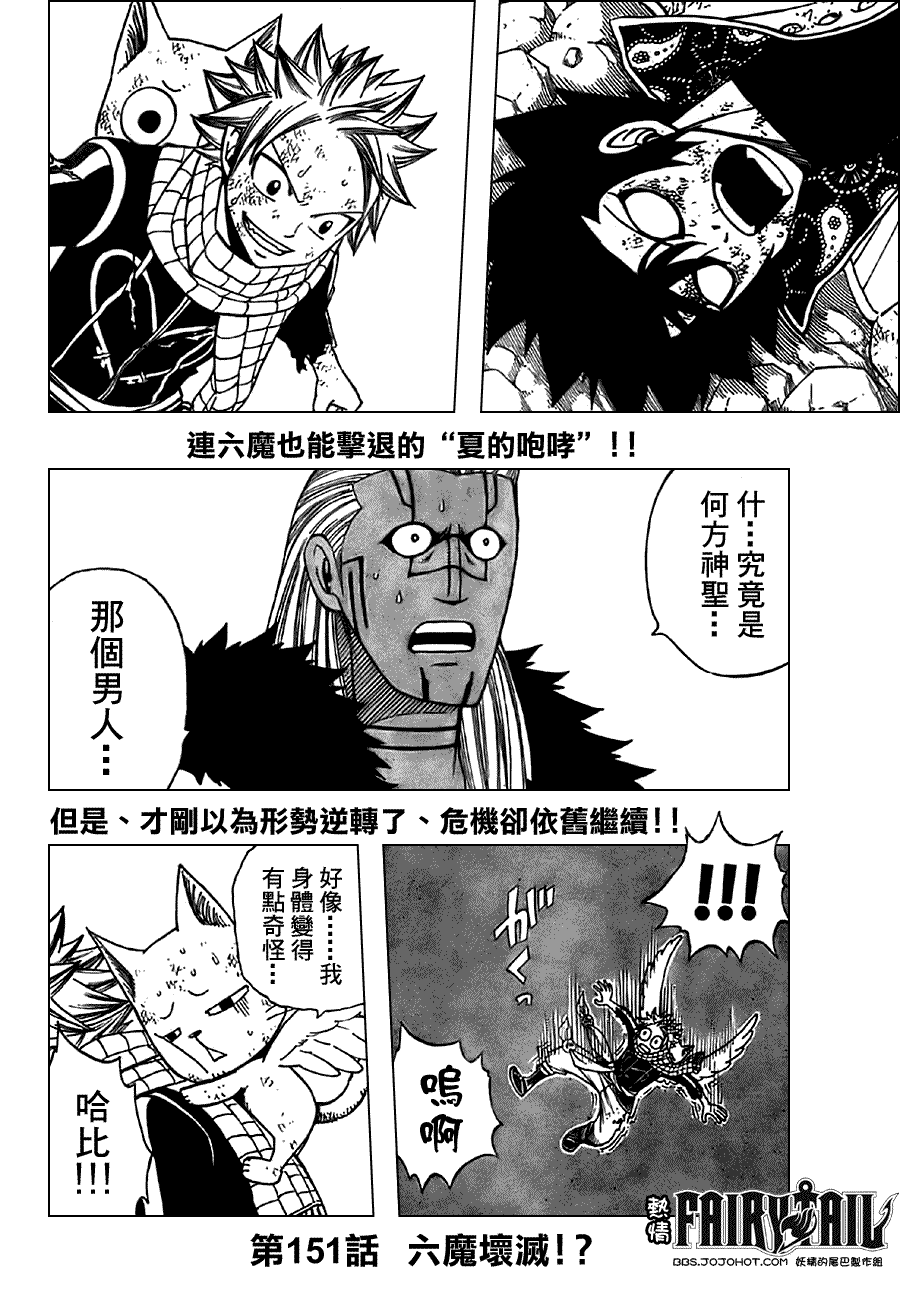 連六魔也能擊退的“夏的咆哮”!!
什…究竟是
何方神聖…
那個男人…
但是、才剛以為形勢逆轉了、危機卻依舊繼續!!
!!!
ガく
嗚啊
好像……我
身體變得
有點奇怪…
哈比!!!
第151話 六魔壞滅!?
熱情
FAIRY TAIL
BBS.JOJOHOT.COM 妖精的尾巴製作組